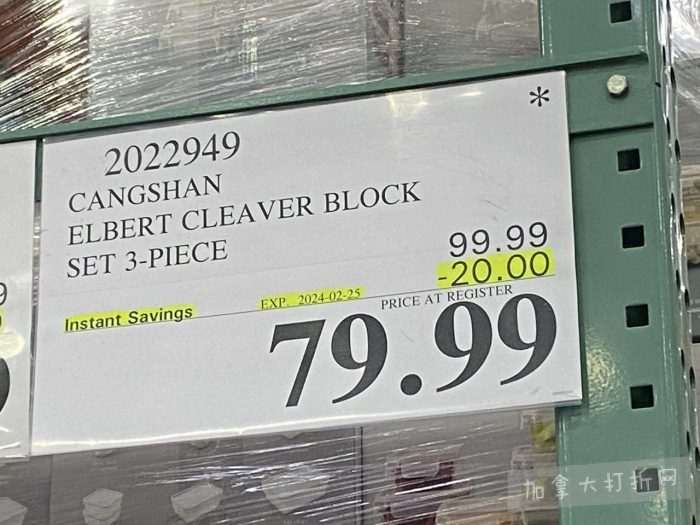 *
2022949
CANGSHAN
ELBERT CLEAVER BLOCK
SET 3-PIECE
99.99
-20.00
Instant Savings
EXP. 2024-02-25
PRICE AT REGISTER
79.99
加拿大打折网